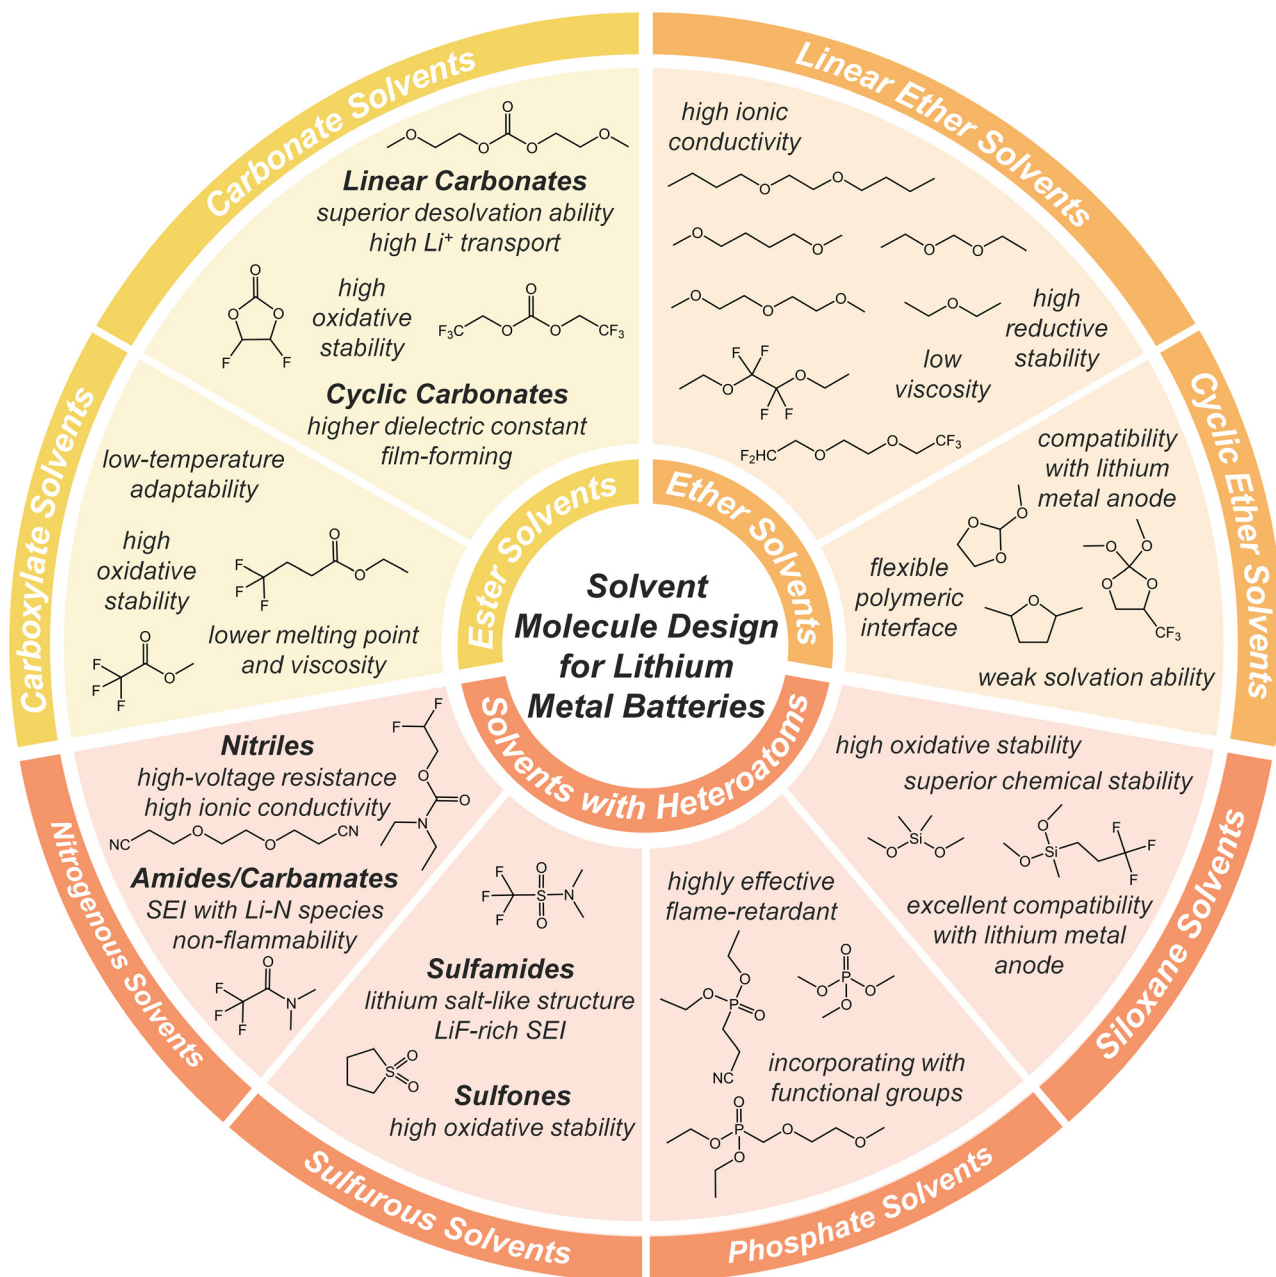 Solvent
Molecule Design
for Lithium
Metal Batteries
Ester Solvents
Ether Solvents
Solvents with Heteroatoms
Carbonate Solvents
O
O
O
O
O
Linear Carbonates
superior desolvation ability
high Li⁺ transport
O
O
O
F
F
high
oxidative
stability
O
F₃C
O
O
CF₃
Cyclic Carbonates
higher dielectric constant
film-forming
Linear Ether Solvents
high ionic
conductivity
O
O
O
O
O
O
O
O
O
O
high
reductive
stability
F
F
O
O
F
F
low
viscosity
F₂HC
O
O
CF₃
Cyclic Ether Solvents
compatibility
with lithium
metal anode
O
O
O
O
O
O
O
CF₃
flexible
polymeric
interface
O
weak solvation ability
Carboxylate Solvents
low-temperature
adaptability
high
oxidative
stability
O
F
F
F
O
lower melting point
and viscosity
O
F
F
F
O
Nitrogenous Solvents
Nitriles
high-voltage resistance
high ionic conductivity
NC
O
O
CN
F
F
O
O
N
Amides/Carbamates
SEI with Li-N species
non-flammability
O
F
F
F
N
Sulfurous Solvents
F
O
F
S
N
F
O
Sulfamides
lithium salt-like structure
LiF-rich SEI
O
S
O
Sulfones
high oxidative stability
Phosphate Solvents
highly effective
flame-retardant
O
O
P
O
NC
O
O
P
O
O
incorporating with
functional groups
O
O
P
O
O
O
Siloxane Solvents
high oxidative stability
superior chemical stability
Si
O
O
O
O
Si
F
F
F
excellent compatibility
with lithium metal
anode